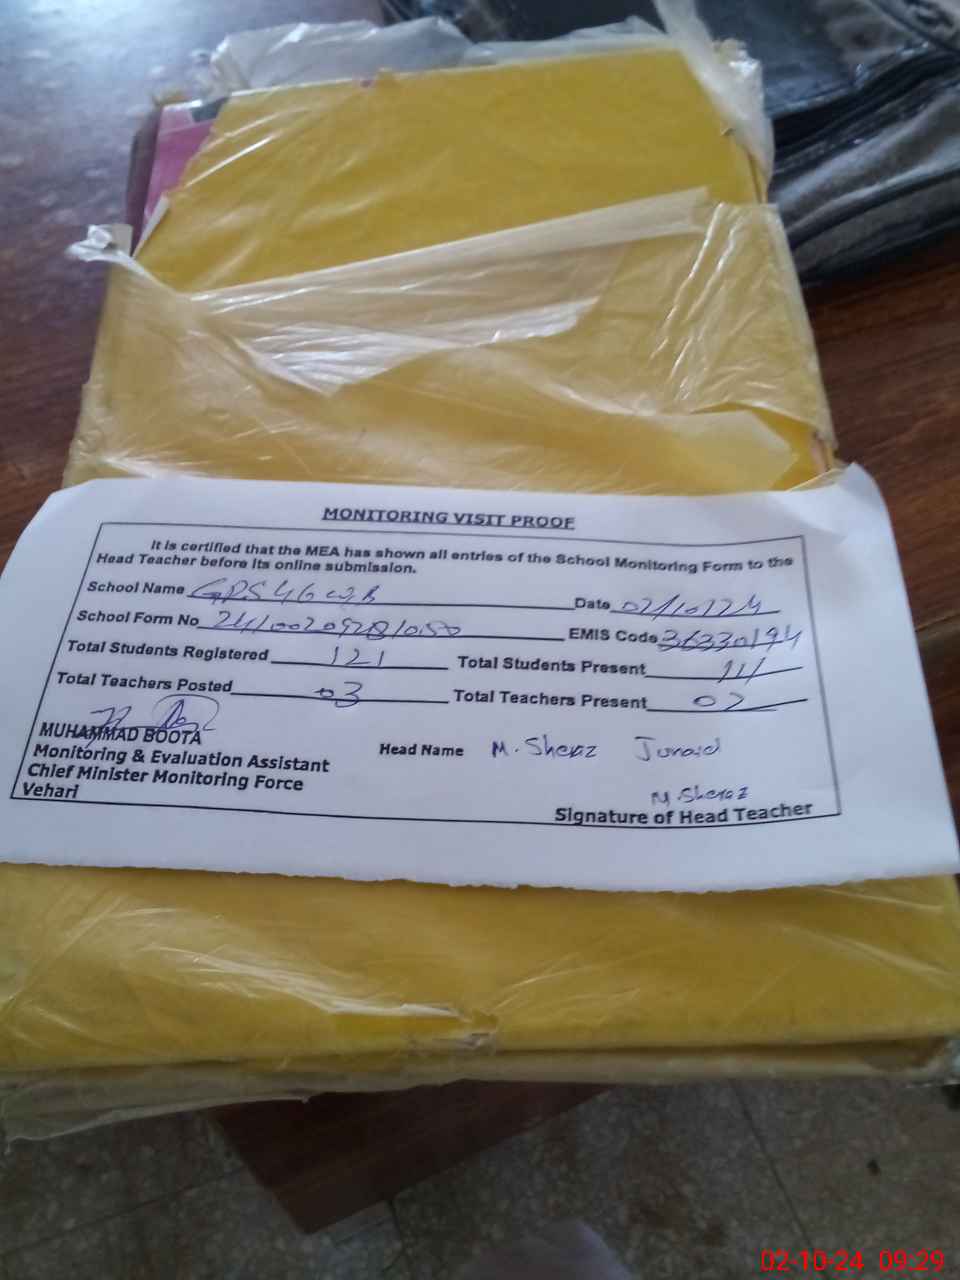 MONITORING VISIT PROOF
It is certified that the MEA has shown all entries of the School Monitoring Form to the
Head Teacher before its online submission.
School Name GPS 46 W.B Date 02/10/24
School Form No EMIS Code 36330194
Total Students Registered 121 Total Students Present 111
Total Teachers Posted 03 Total Teachers Present 02
MUHAMMAD BOOTA
Monitoring & Evaluation Assistant
Chief Minister Monitoring Force
Vehari
Head Name M. Sheraz Junaid
M Sheraz
Signature of Head Teacher
02-10-24 09:29